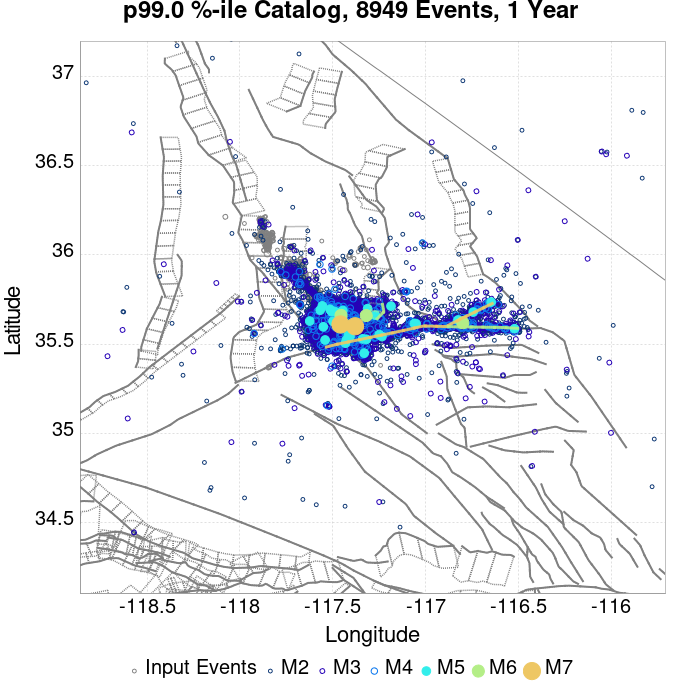 p99.0 %-ile Catalog, 8949 Events, 1 Year
37
36.5
36
35.5
35
34.5
Latitude
-118.5 -118 -117.5 -117 -116.5 -116
Longitude
Input Events M2 M3 M4 M5 M6 M7